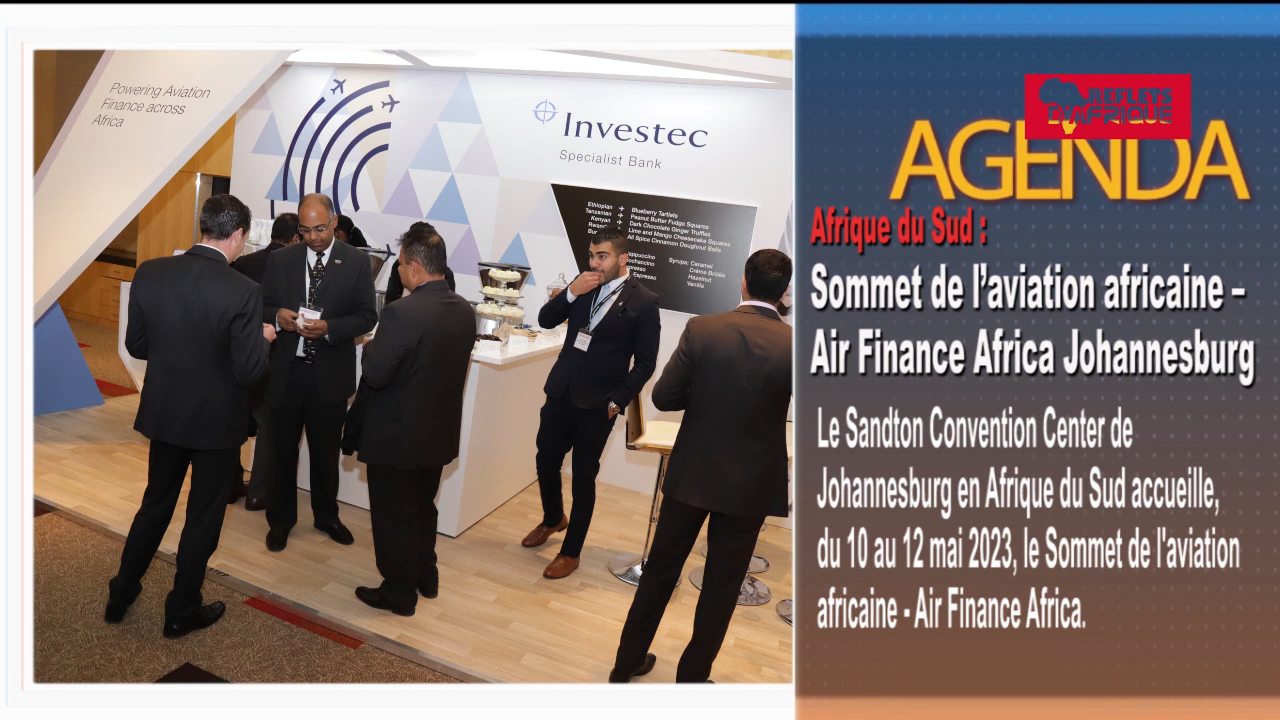 Powering Aviation
Finance across
Africa
Investec
Specialist Bank
Ethiopian Blueberry Tartlets
Tanzanian Peanut Butter Fudge Squares
Kenyan Dark Chocolate Ginger Truffles
Lime and Mango Cheesecake Squares
All Spice Cinnamon Doughnut Balls
Syrups: Caramel
Crème Brûlée
Hazelnut
Vanilla
REFLETS
D'AFRIQUE
AGENDA
Afrique du Sud :
Sommet de l’aviation africaine –
Air Finance Africa Johannesburg
Le Sandton Convention Center de
Johannesburg en Afrique du Sud accueille,
du 10 au 12 mai 2023, le Sommet de l'aviation
africaine - Air Finance Africa.